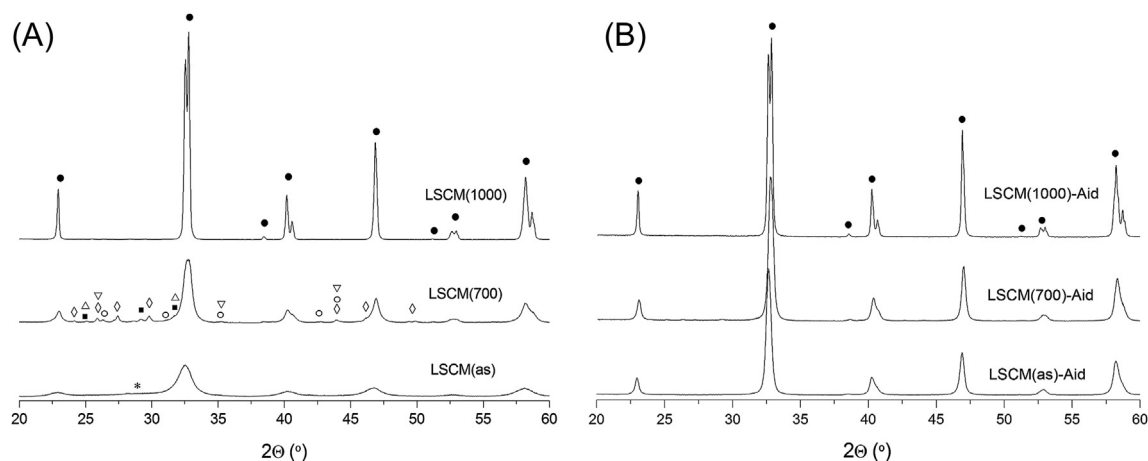 (A)
LSCM(1000)
LSCM(700)
*
LSCM(as)
20 25 30 35 40 45 50 55 60
2Θ (º)
(B)
LSCM(1000)-Aid
LSCM(700)-Aid
LSCM(as)-Aid
20 25 30 35 40 45 50 55 60
2Θ (º)